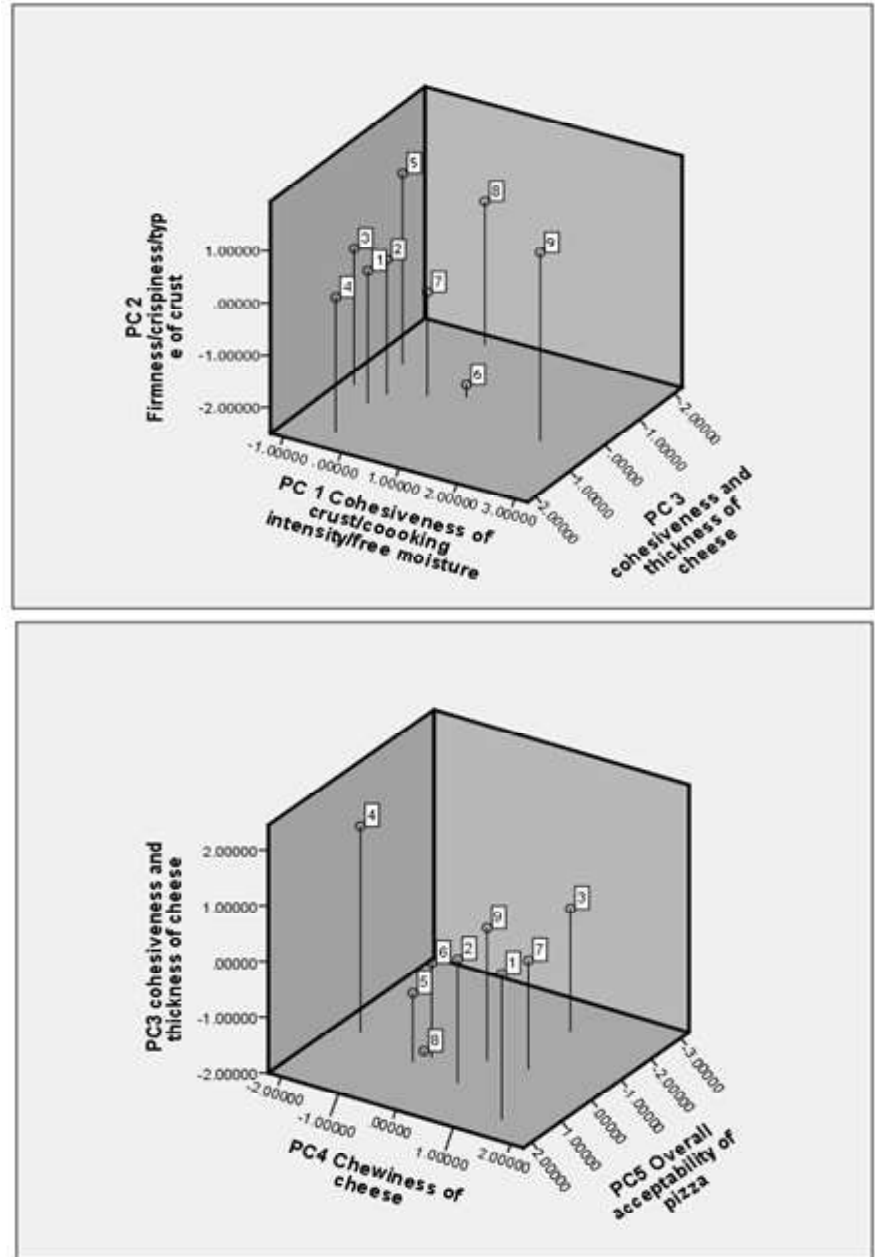 5
8
3
2
9
1
4
7
6
1.00000
.00000
-1.00000
-2.00000
PC 2
Firmness/crispiness/typ
e of crust
-1.00000
.00000
1.00000
2.00000
3.00000
PC 1 Cohesiveness of
crust/coooking
intensity/free moisture
-2.00000
-1.00000
.00000
1.00000
2.00000
PC 3
cohesiveness and
thickness of
cheese
4
3
9
6
2
7
1
5
8
2.00000
1.00000
.00000
-1.00000
-2.00000
PC3 cohesiveness and
thickness of cheese
-2.00000
-1.00000
.00000
1.00000
2.00000
PC4 Chewiness of
cheese
-3.00000
-2.00000
-1.00000
.00000
1.00000
2.00000
PC5 Overall
acceptability of
pizza